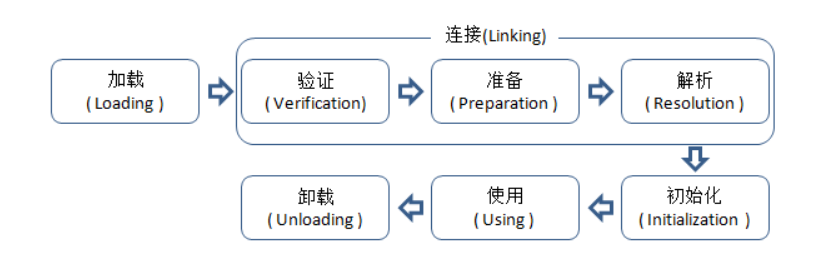 连接(Linking)
加载
( Loading )
验证
( Verification)
准备
( Preparation )
解析
( Resolution )
初始化
( Initialization )
使用
( Using )
卸载
( Unloading )